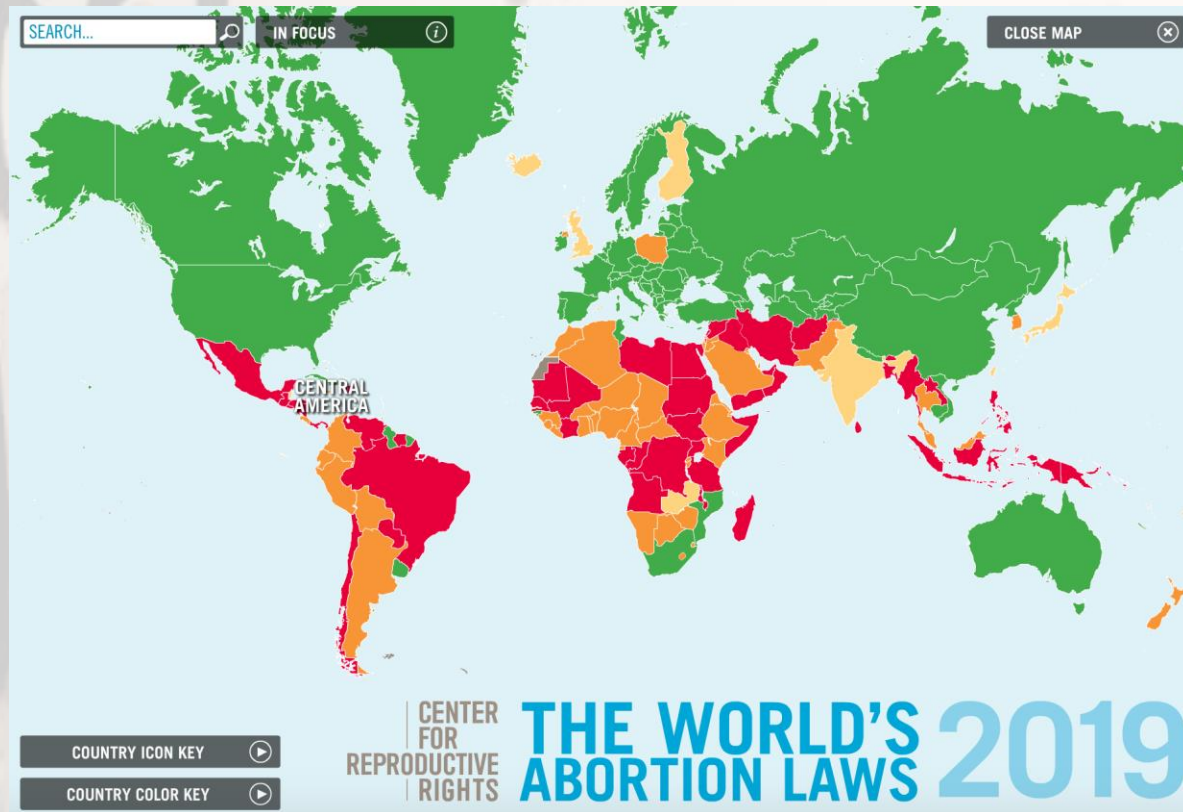 SEARCH...
IN FOCUS
CLOSE MAP
CENTRAL
AMERICA
COUNTRY ICON KEY
COUNTRY COLOR KEY
CENTER
FOR
REPRODUCTIVE
RIGHTS
THE WORLD'S
ABORTION LAWS
2019